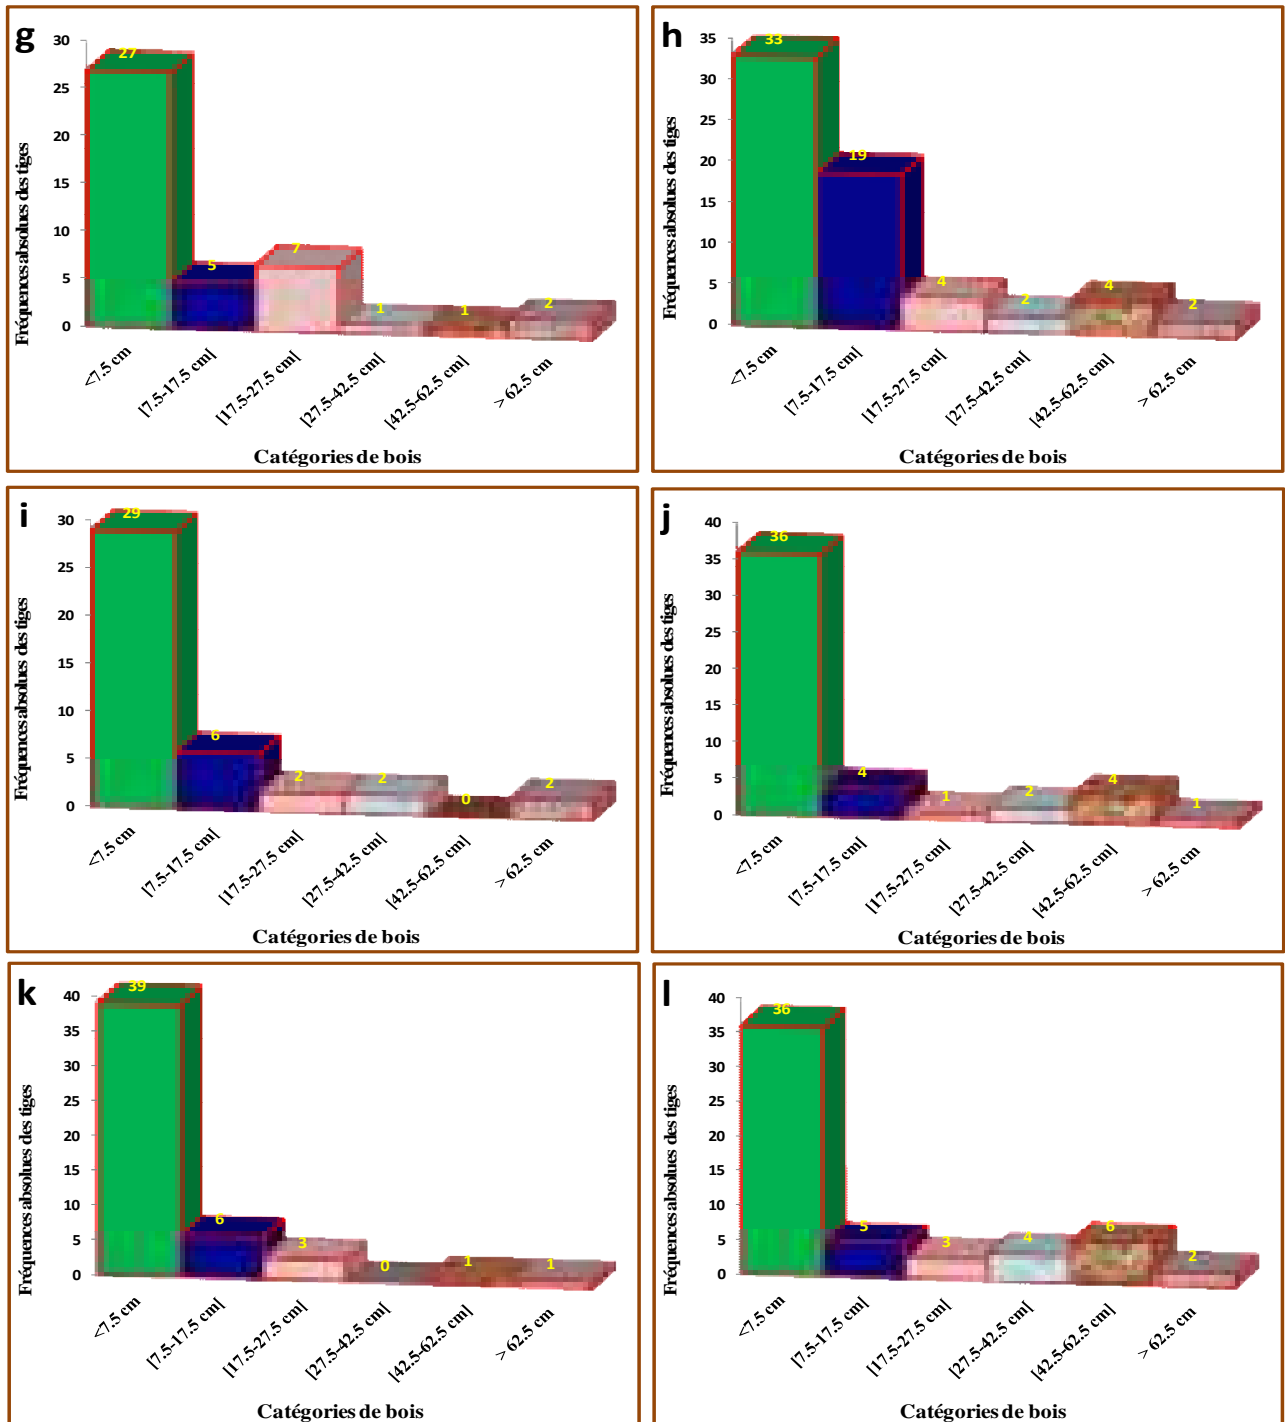 g
Fréquences absolues des tiges
30
25
20
15
10
5
0
27
5
7
1
1
2
<7.5 cm
[7.5-17.5 cm[
[17.5-27.5 cm[
[27.5-42.5 cm[
[42.5-62.5 cm[
> 62.5 cm
Catégories de bois
h
Fréquences absolues des tiges
35
30
25
20
15
10
5
0
33
19
4
2
4
2
<7.5 cm
[7.5-17.5 cm[
[17.5-27.5 cm[
[27.5-42.5 cm[
[42.5-62.5 cm[
> 62.5 cm
Catégories de bois
i
Fréquences absolues des tiges
30
25
20
15
10
5
0
29
6
2
2
0
2
<7.5 cm
[7.5-17.5 cm[
[17.5-27.5 cm[
[27.5-42.5 cm[
[42.5-62.5 cm[
> 62.5 cm
Catégories de bois
j
Fréquences absolues des tiges
40
35
30
25
20
15
10
5
0
36
4
1
2
4
1
<7.5 cm
[7.5-17.5 cm[
[17.5-27.5 cm[
[27.5-42.5 cm[
[42.5-62.5 cm[
> 62.5 cm
Catégories de bois
k
Fréquences absolues des tiges
40
35
30
25
20
15
10
5
0
39
6
3
0
1
1
<7.5 cm
[7.5-17.5 cm[
[17.5-27.5 cm[
[27.5-42.5 cm[
[42.5-62.5 cm[
> 62.5 cm
Catégories de bois
l
Fréquences absolues des tiges
40
35
30
25
20
15
10
5
0
36
5
3
4
6
2
<7.5 cm
[7.5-17.5 cm[
[17.5-27.5 cm[
[27.5-42.5 cm[
[42.5-62.5 cm[
> 62.5 cm
Catégories de bois